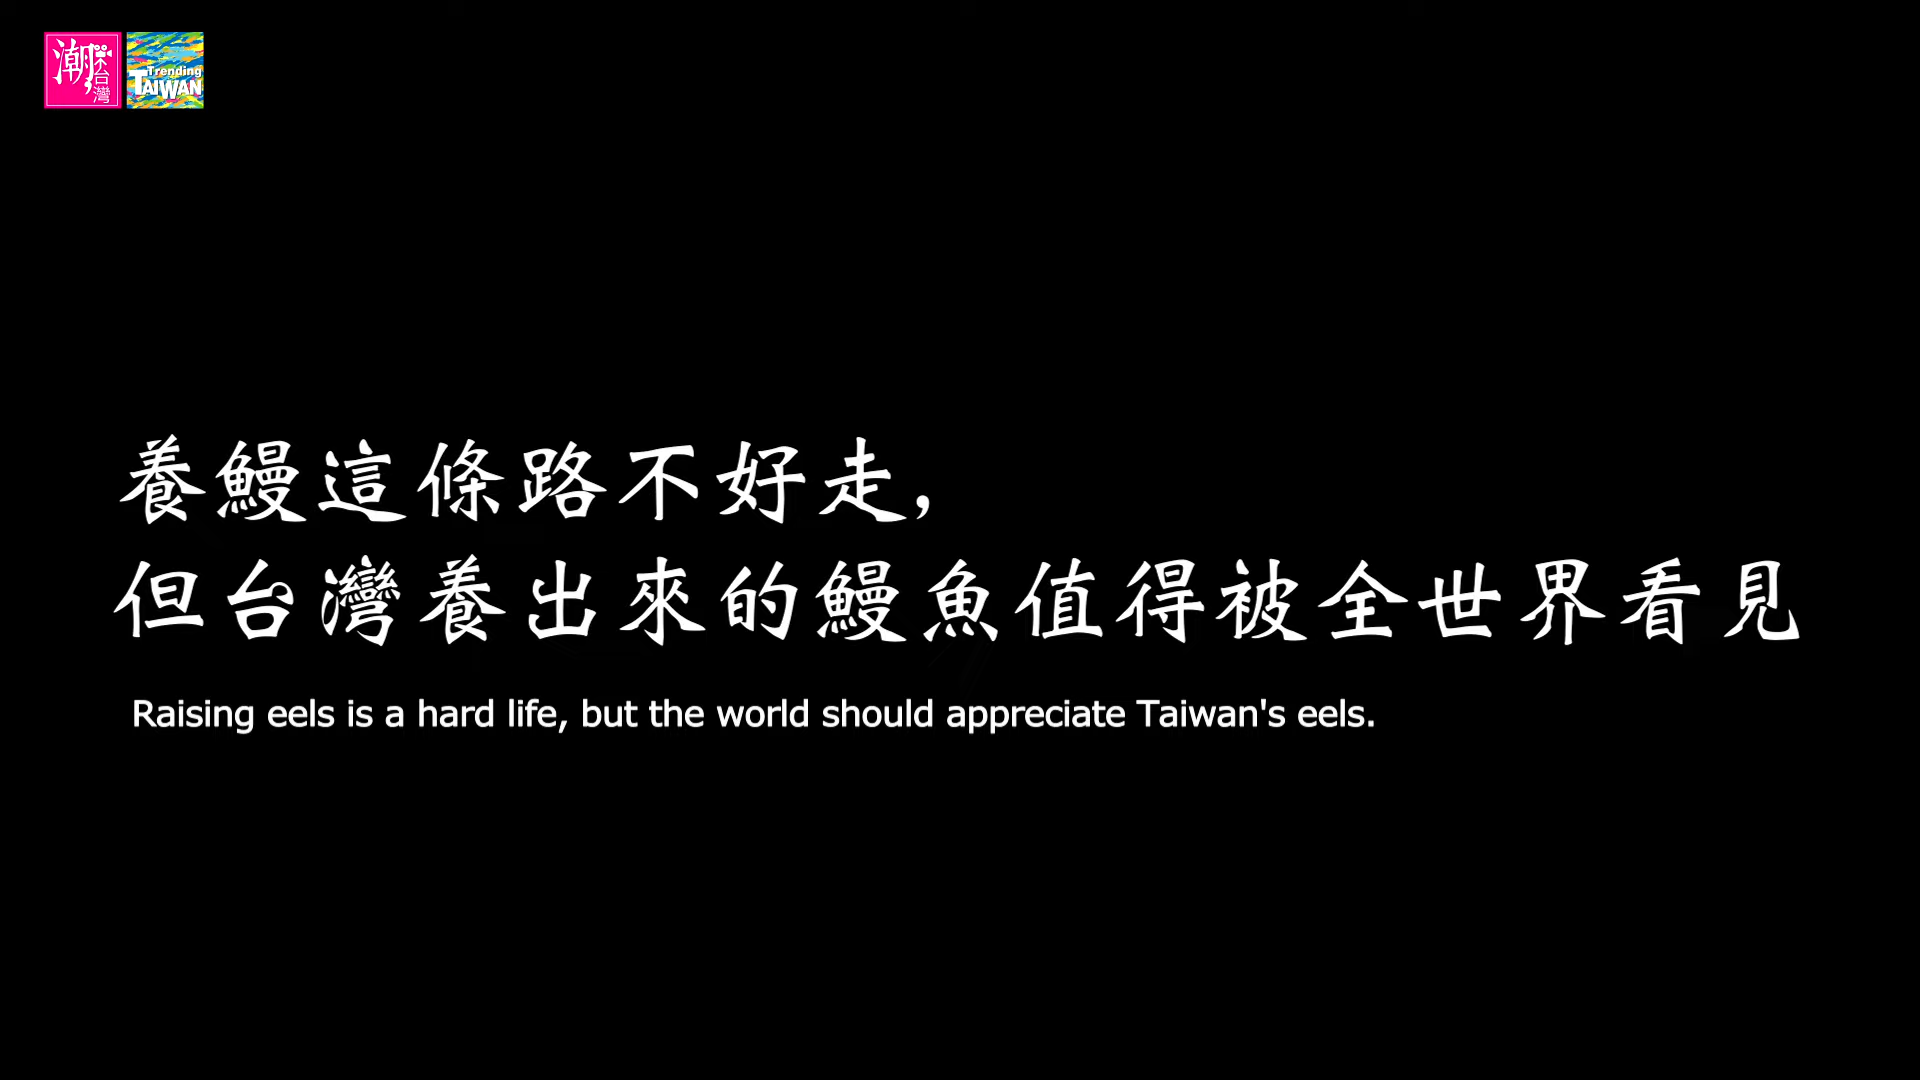 潮台灣
Trending
TAIWAN
養鰻這條路不好走,
但台灣養出來的鰻魚值得被全世界看見
Raising eels is a hard life, but the world should appreciate Taiwan's eels.